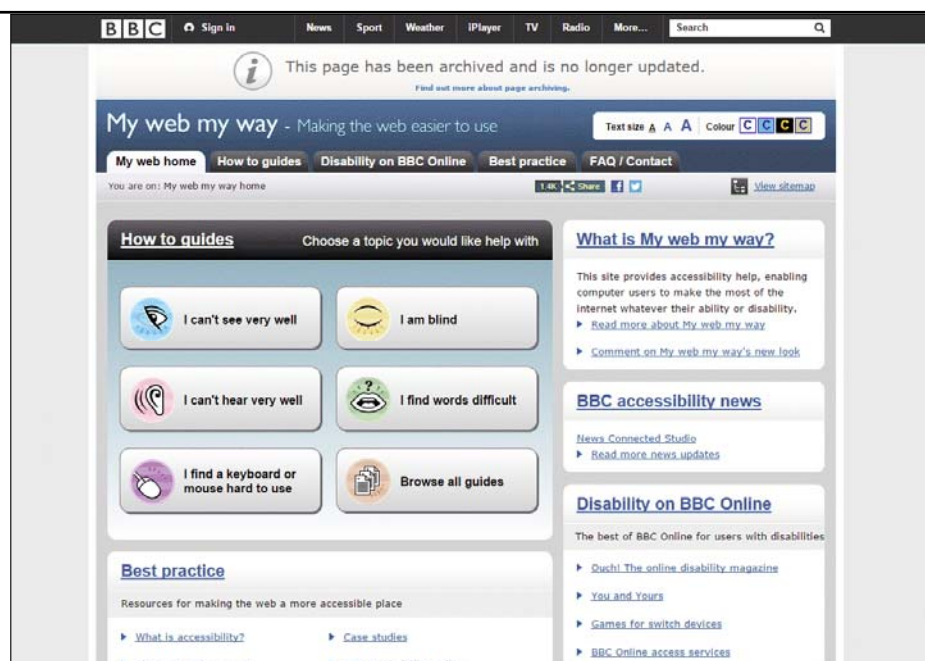 BBC Sign in News Sport Weather iPlayer TV Radio More... Search
i This page has been archived and is no longer updated.
Find out more about page archiving.
My web my way - Making the web easier to use
Text size A A A Colour C C C C
My web home How to guides Disability on BBC Online Best practice FAQ / Contact
You are on: My web my way home
1.4K Share f View sitemap
How to guides Choose a topic you would like help with
I can't see very well
I am blind
I can't hear very well
? I find words difficult
I find a keyboard or
mouse hard to use
Browse all guides
Best practice
Resources for making the web a more accessible place
What is accessibility?
Case studies
What is My web my way?
This site provides accessibility help, enabling
computer users to make the most of the
internet whatever their ability or disability.
Read more about My web my way
Comment on My web my way's new look
BBC accessibility news
News Connected Studio
Read more news updates
Disability on BBC Online
The best of BBC Online for users with disabilities
Ouch! The online disability magazine
You and Yours
Games for switch devices
BBC Online access services